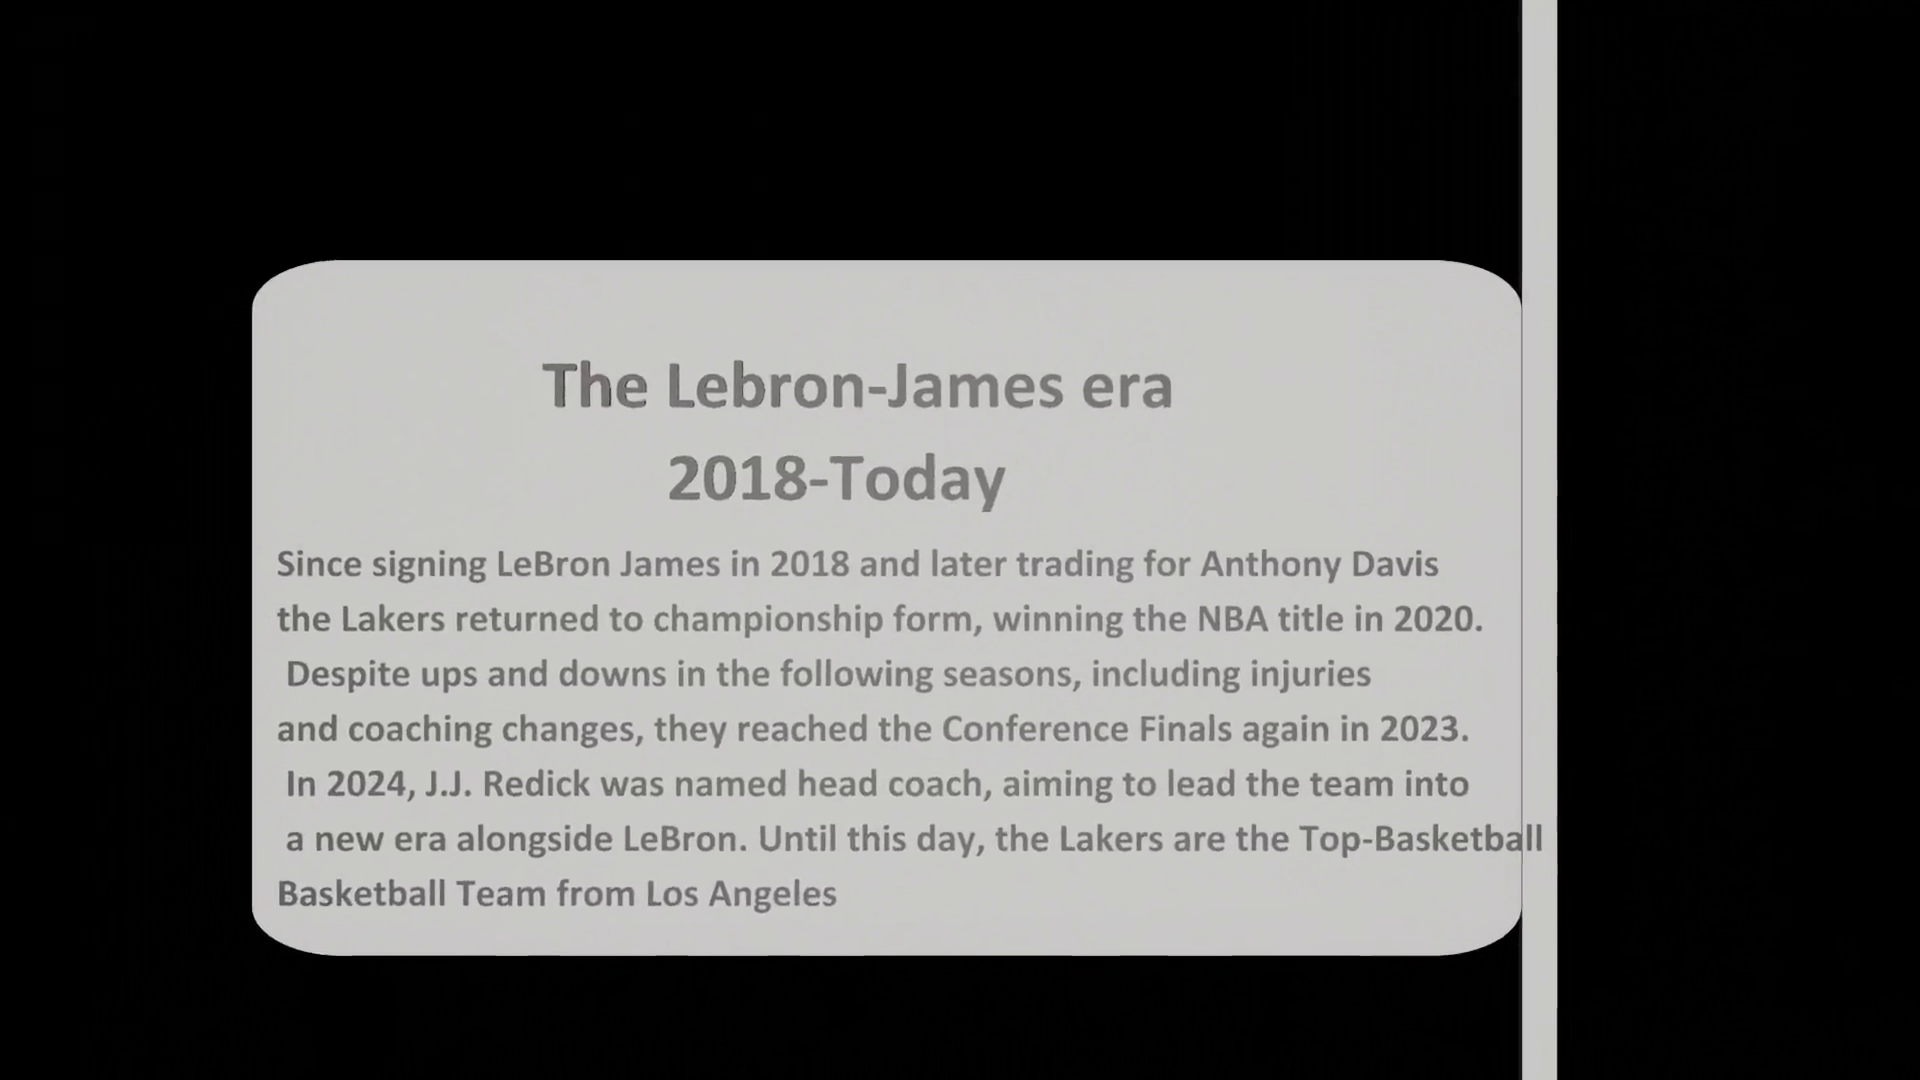 The Lebron-James era
2018-Today
Since signing LeBron James in 2018 and later trading for Anthony Davis
the Lakers returned to championship form, winning the NBA title in 2020.
Despite ups and downs in the following seasons, including injuries
and coaching changes, they reached the Conference Finals again in 2023.
In 2024, J.J. Redick was named head coach, aiming to lead the team into
a new era alongside LeBron. Until this day, the Lakers are the Top-Basketball
Basketball Team from Los Angeles